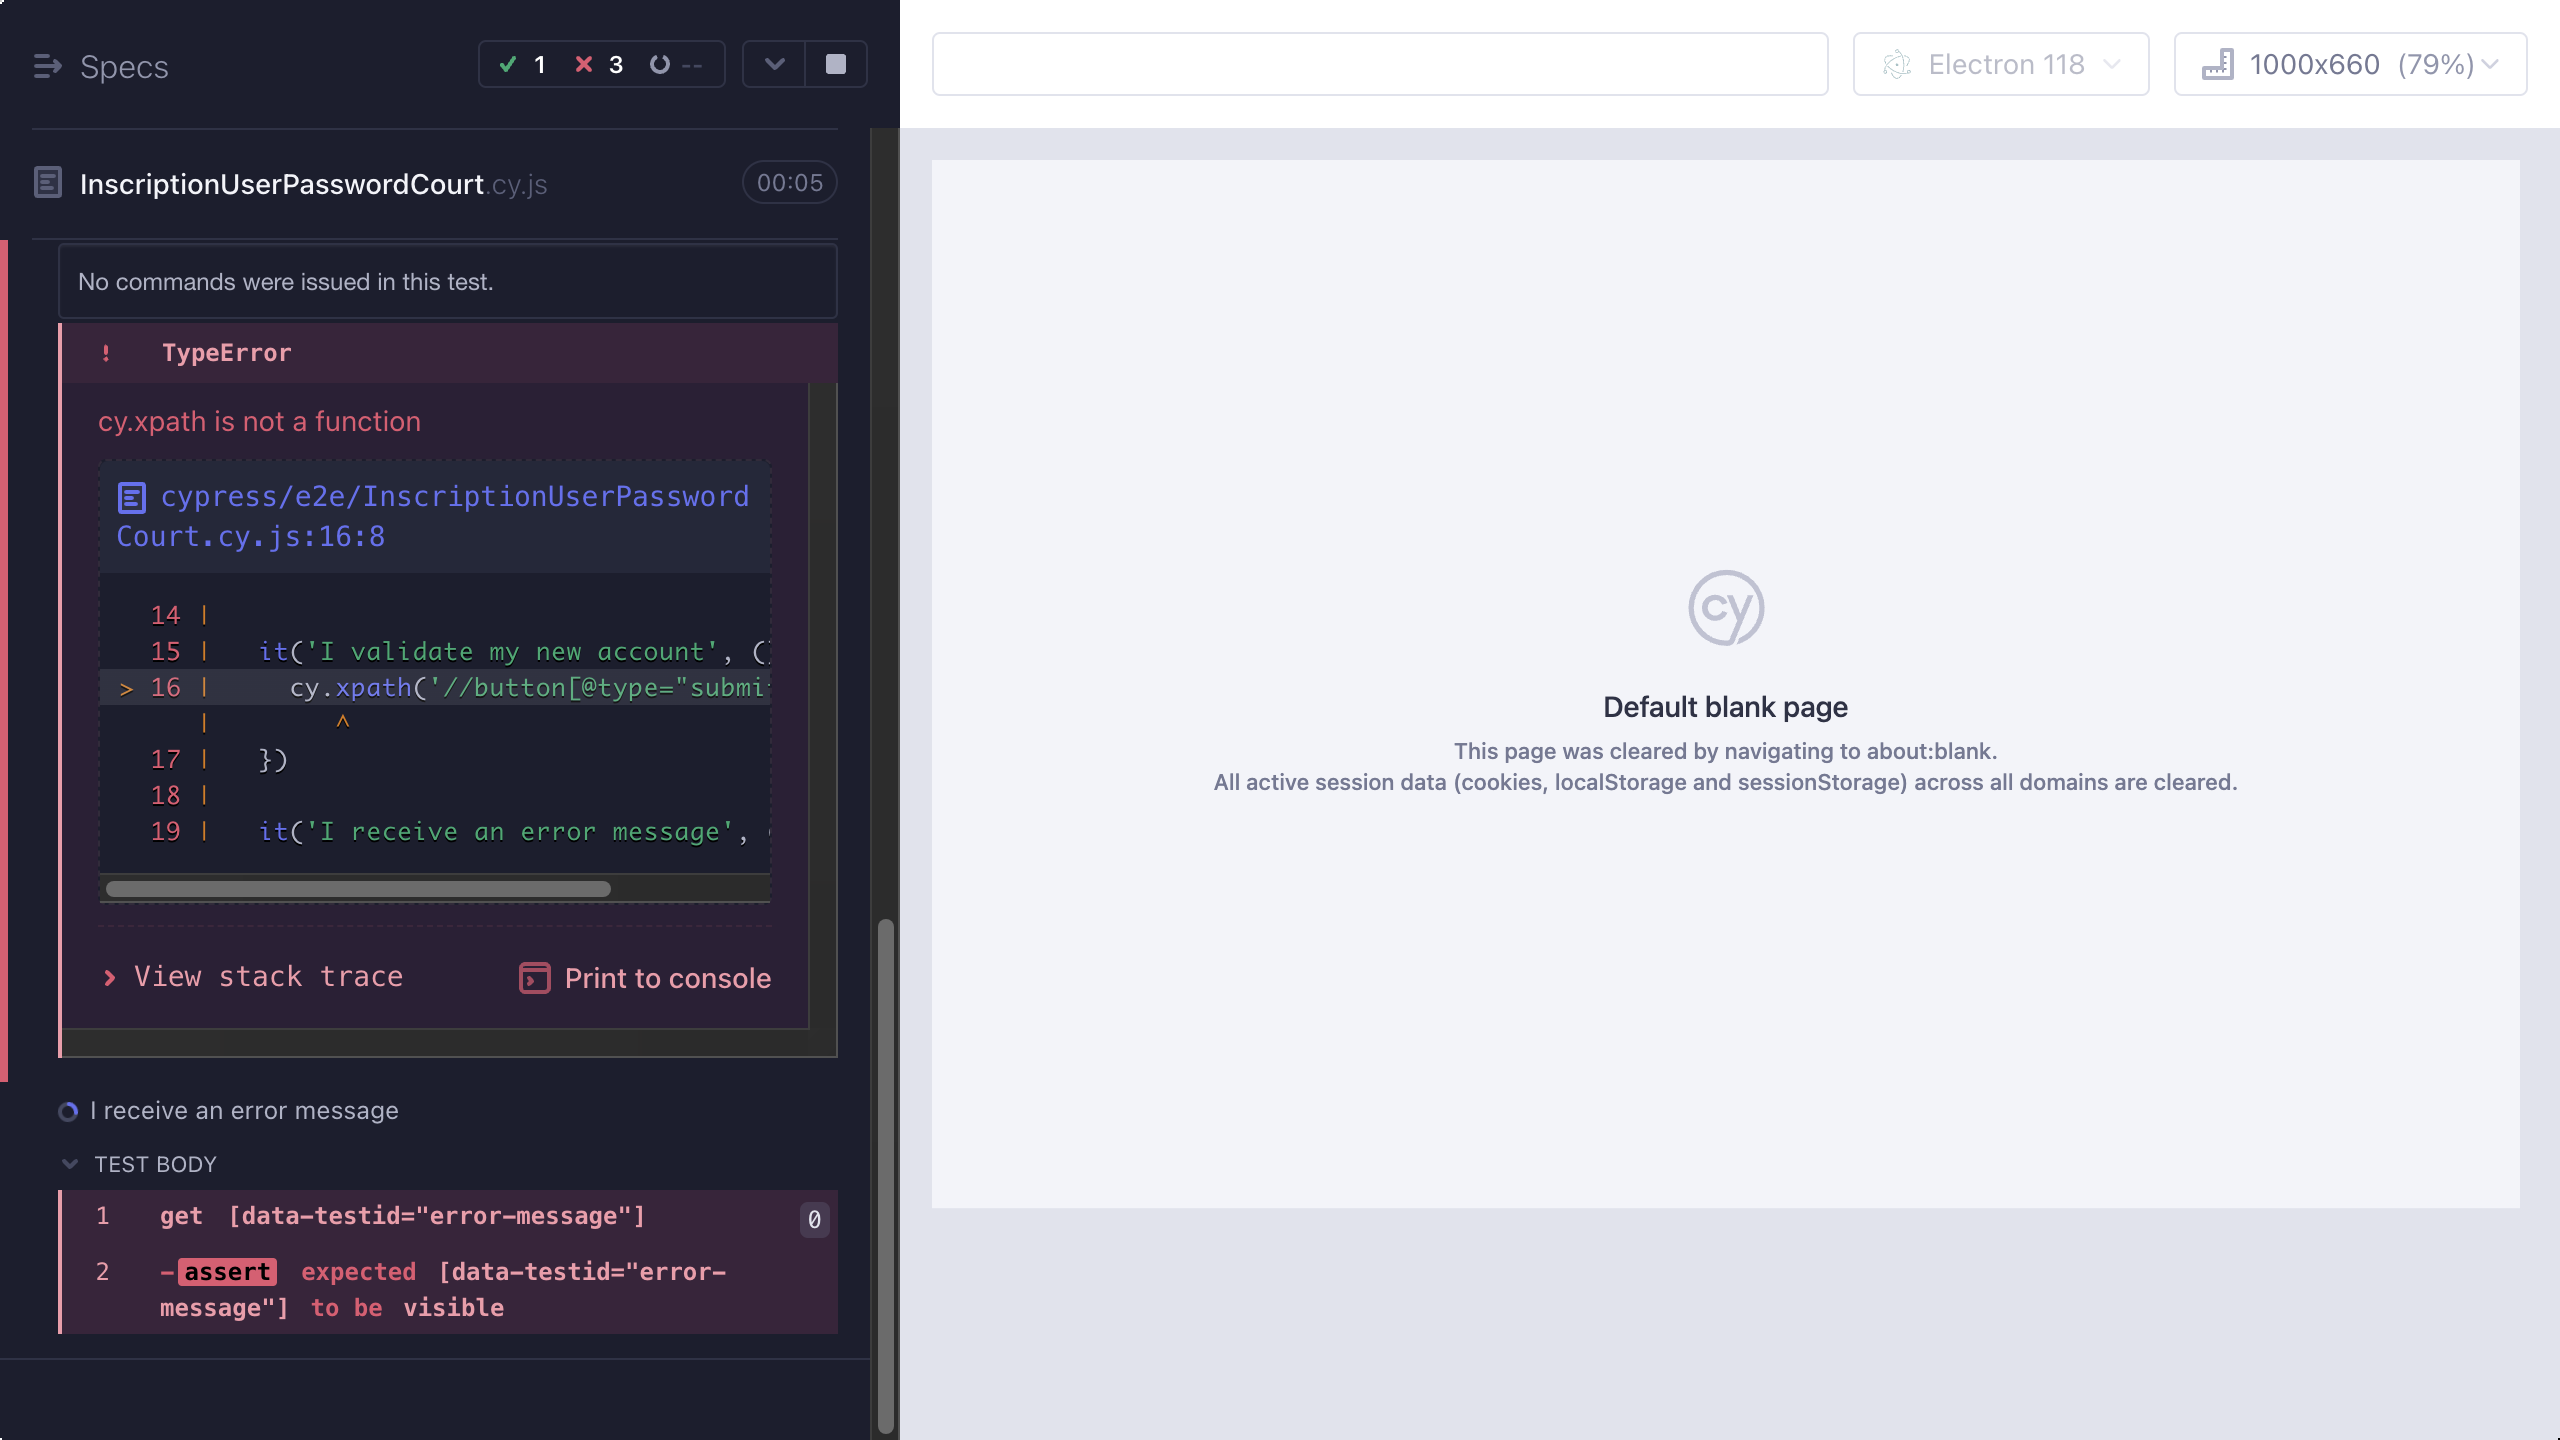 Specs
1 3 --
InscriptionUserPasswordCourt.cy.js
00:05
No commands were issued in this test.
! TypeError
cy.xpath is not a function
cypress/e2e/InscriptionUserPassword
Court.cy.js:16:8
14 |
15 | it('I validate my new account', ()
> 16 | cy.xpath('//button[@type="submi
| ^
17 | })
18 |
19 | it('I receive an error message',
View stack trace
Print to console
I receive an error message
TEST BODY
1 get [data-testid="error-message"] 0
2 -assert expected [data-testid="error-
message"] to be visible
Electron 118
1000x660 (79%)
cy
Default blank page
This page was cleared by navigating to about:blank.
All active session data (cookies, localStorage and sessionStorage) across all domains are cleared.